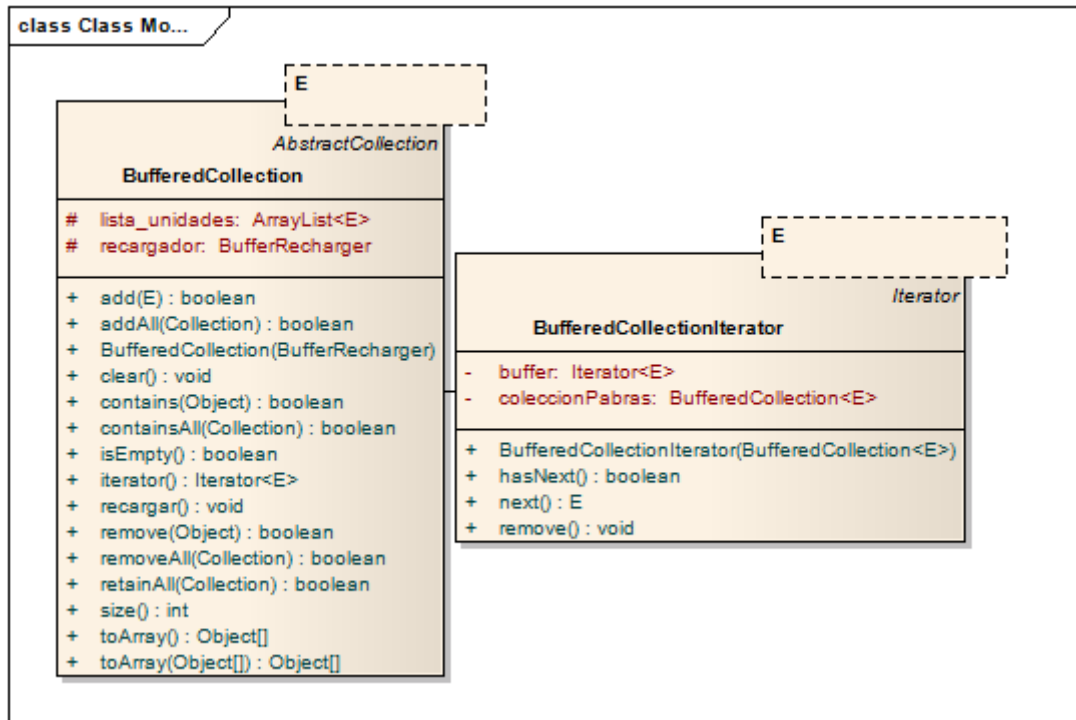 class Class Mo...
E
AbstractCollection
BufferedCollection
# lista_unidades: ArrayList<E>
# recargador: BufferRecharger
+ add(E) : boolean
+ addAll(Collection) : boolean
+ BufferedCollection(BufferRecharger)
+ clear() : void
+ contains(Object) : boolean
+ containsAll(Collection) : boolean
+ isEmpty() : boolean
+ iterator() : Iterator<E>
+ recargar() : void
+ remove(Object) : boolean
+ removeAll(Collection) : boolean
+ retainAll(Collection) : boolean
+ size() : int
+ toArray() : Object[]
+ toArray(Object[]) : Object[]
E
Iterator
BufferedCollectionIterator
- buffer: Iterator<E>
- coleccionPabras: BufferedCollection<E>
+ BufferedCollectionIterator(BufferedCollection<E>)
+ hasNext() : boolean
+ next() : E
+ remove() : void